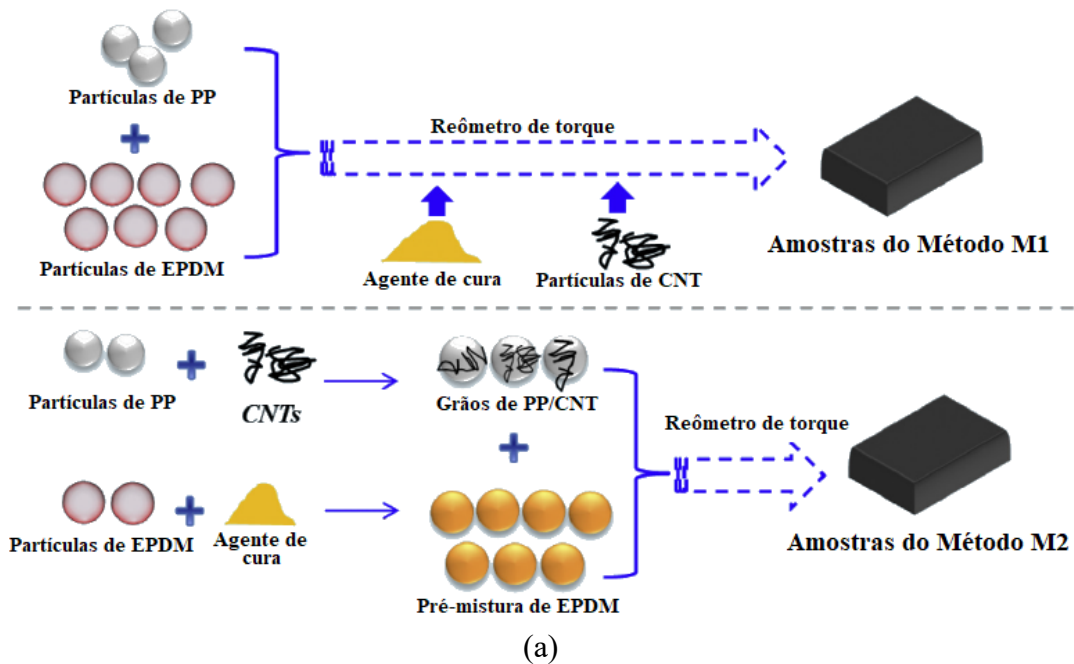 Partículas de PP
Partículas de EPDM
Reômetro de torque
Agente de cura
Partículas de CNT
Amostras do Método M1
Partículas de PP
CNTs
Grãos de PP/CNT
Partículas de EPDM
Agente de
cura
Pré-mistura de EPDM
Reômetro de torque
Amostras do Método M2
(a)